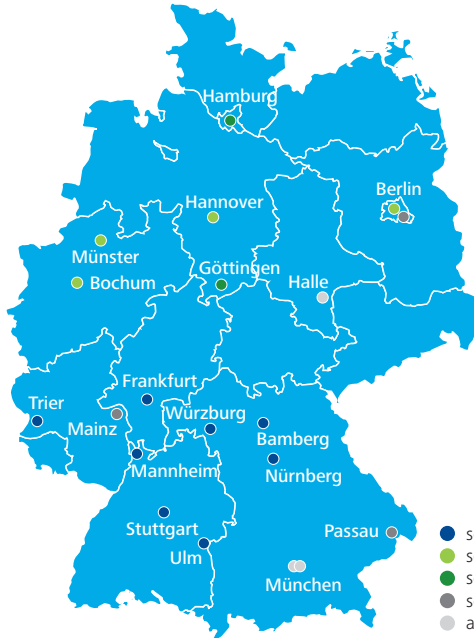 Hamburg
Berlin
Hannover
Münster
Bochum
Göttingen
Halle
Frankfurt
Trier
Würzburg
Mainz
Bamberg
Mannheim
Nürnberg
Stuttgart
Passau
Ulm
München
s
s
s
s
a